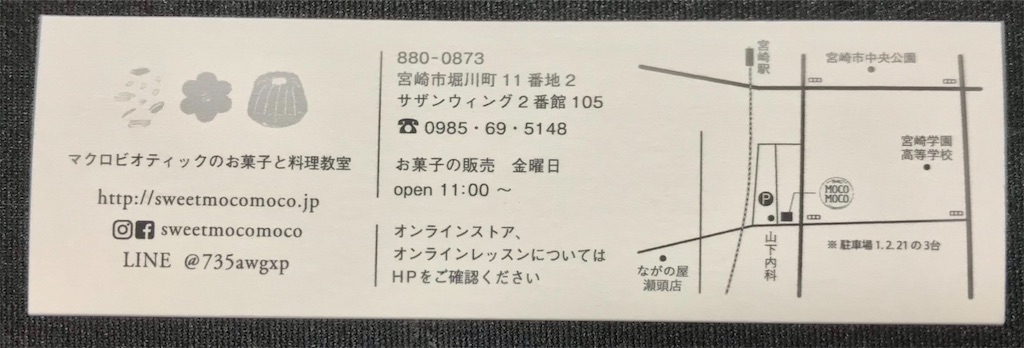 マクロビオティックのお菓子と料理教室
http://sweetmocomoco.jp
sweetmocomoco
LINE @735awgxp
880-0873
宮崎市堀川町11番地2
サザンウィング2番館105
☎ 0985・69・5148
お菓子の販売 金曜日
open 11:00 〜
オンラインストア、
オンラインレッスンについては
HPをご確認ください
宮崎駅
宮崎市中央公園
宮崎学園
高等学校
MOCO
MOCO
P
山下内科
※ 駐車場1.2.21の3台
ながの屋
瀬頭店